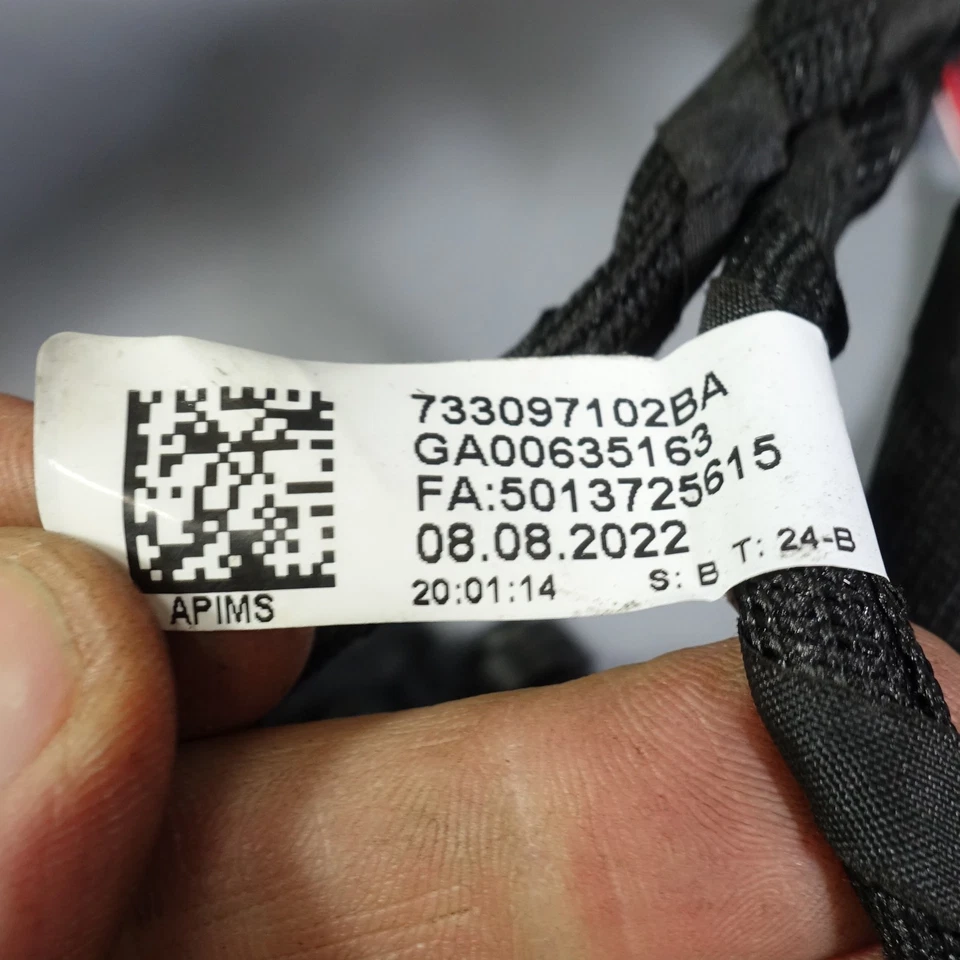 733097102BA
GA00635163
FA:5013725615
08.08.2022
20:01:14 S: B T: 24-B
APIMS